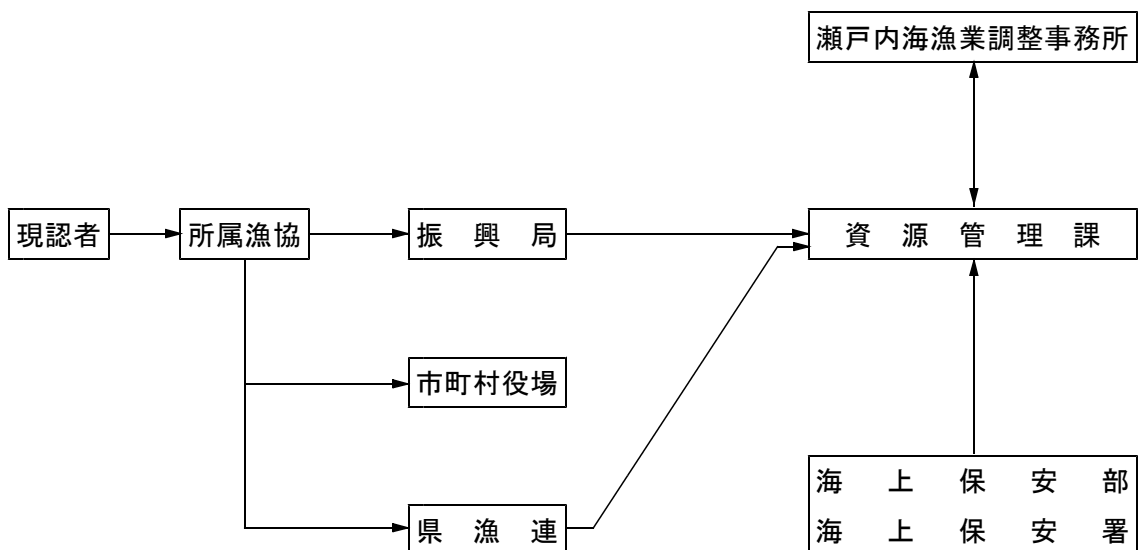 瀬戸内海漁業調整事務所
現認者
所属漁協
振興局
資源管理課
市町村役場
県漁連
海上保安部
海上保安署